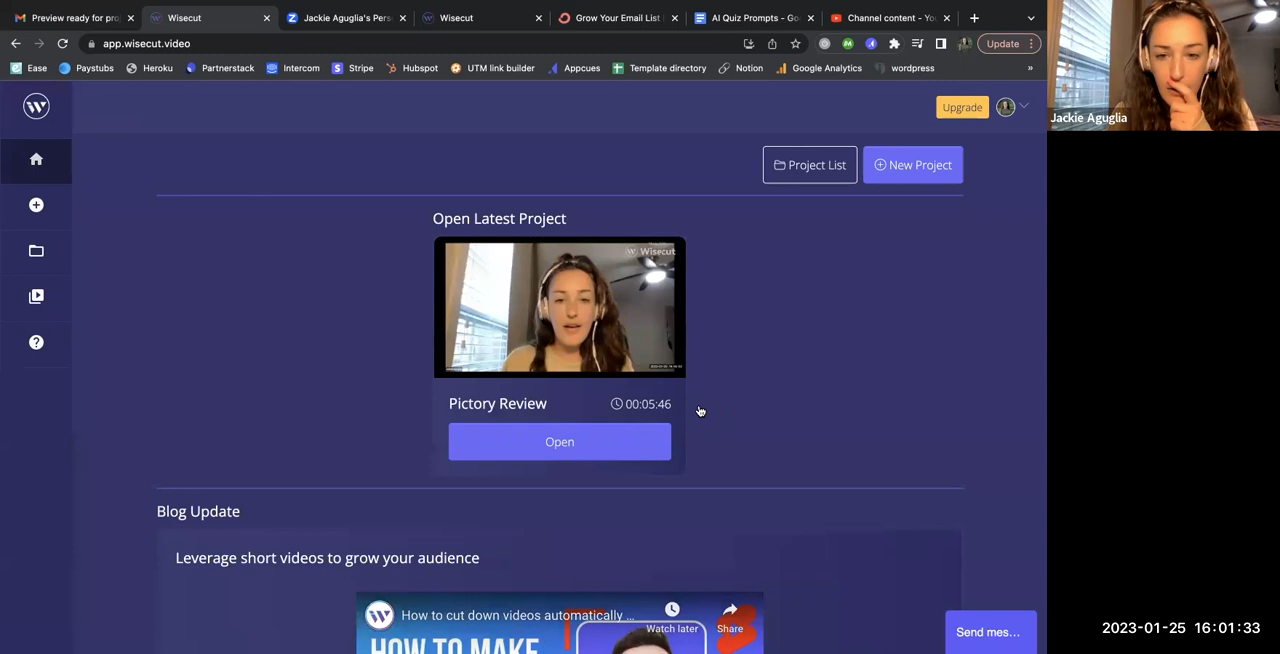 Preview ready for pro
Wisecut
Jackie Aguglia's Pers
Wisecut
Grow Your Email List
AI Quiz Prompts - Go
Channel content - Yo
app.wisecut.video
Update
Ease
Paystubs
Heroku
Partnerstack
Intercom
Stripe
Hubspot
UTM link builder
Appcues
Template directory
Notion
Google Analytics
wordpress
»
Upgrade
Jackie Aguglia
Project List
New Project
Open Latest Project
Wisecut
Pictory Review
00:05:46
Open
Blog Update
Leverage short videos to grow your audience
How to cut down videos automatically ...
Watch later
Share
HOW TO MAKE
Send mes...
2023-01-25 16:01:33